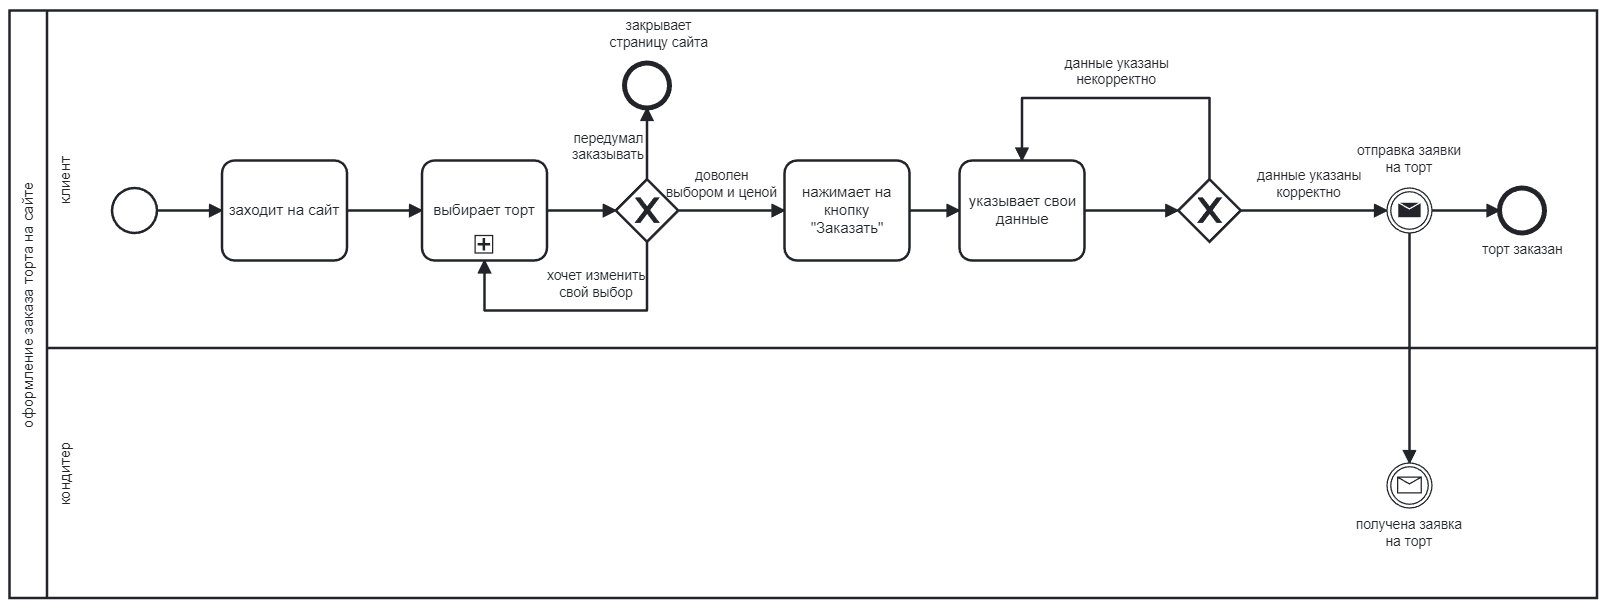 оформление заказа торта на сайте
клиент
заходит на сайт
выбирает торт
закрывает
страницу сайта
передумал
заказывать
доволен
выбором и ценой
хочет изменить
свой выбор
нажимает на
кнопку
"Заказать"
указывает свои
данные
данные указаны
некорректно
данные указаны
корректно
отправка заявки
на торт
торт заказан
кондитер
получена заявка
на торт